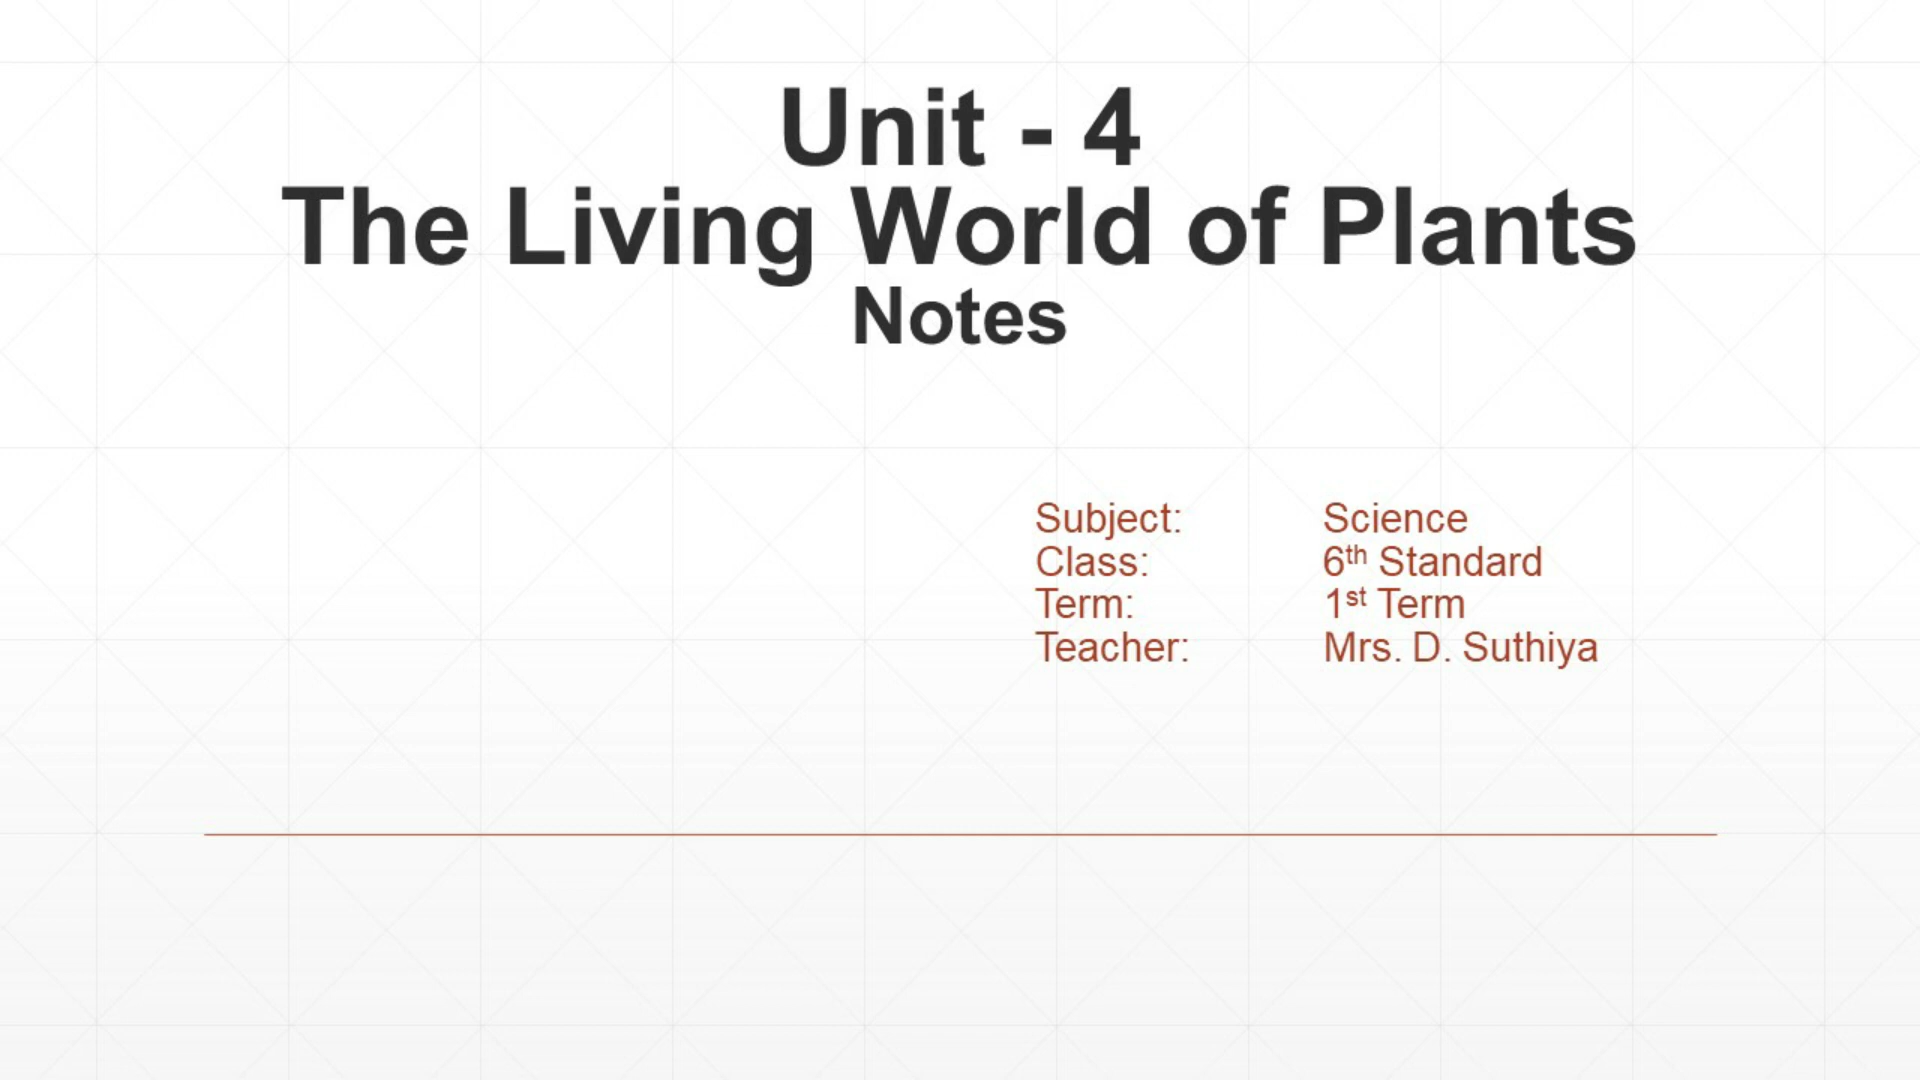 Unit - 4
The Living World of Plants
Notes
Subject: Science
Class: 6th Standard
Term: 1st Term
Teacher: Mrs. D. Suthiya